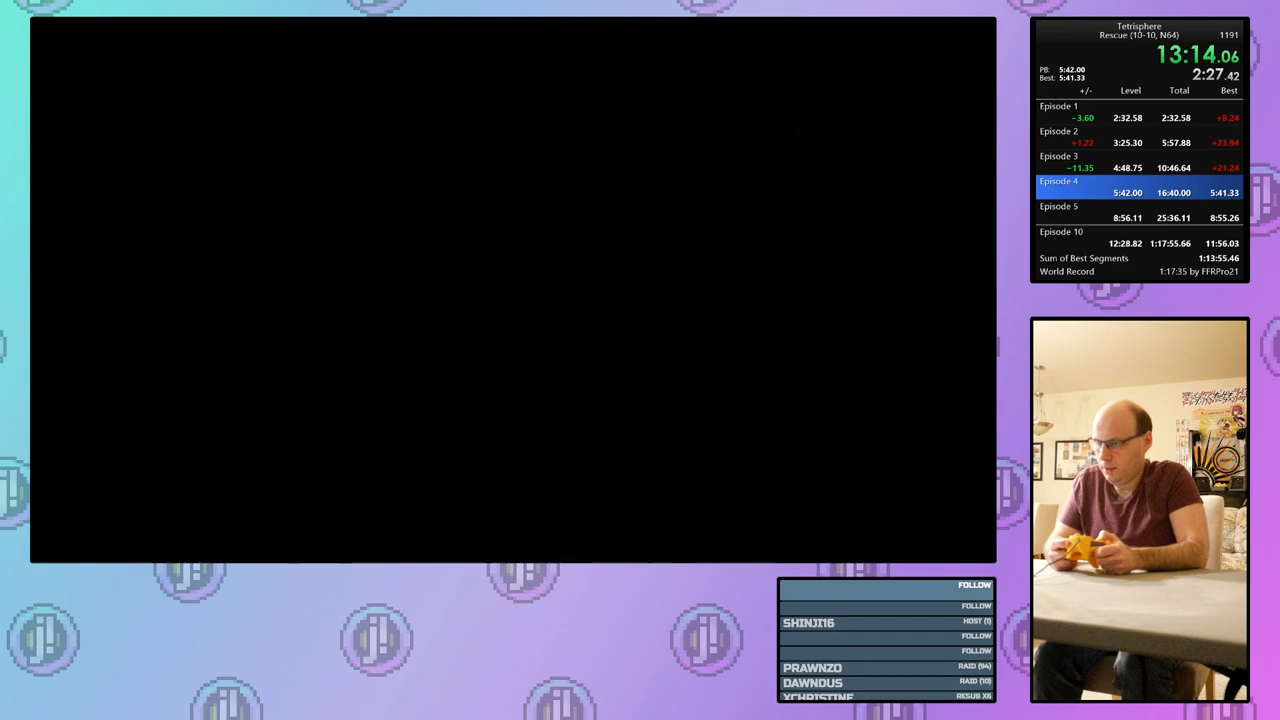 Tetrisphere
Rescue (10-10, N64) 1191
13:14.06
PB: 5:42.00
Best: 5:41.33
2:27.42
+/- Level Total Best
Episode 1
−3.60 2:32.58 2:32.58 +8.24
Episode 2
+1.22 3:25.30 5:57.88 +23.94
Episode 3
−11.35 4:48.75 10:46.64 +21.24
Episode 4
5:42.00 16:40.00 5:41.33
Episode 5
8:56.11 25:36.11 8:55.26
Episode 10
12:28.82 1:17:55.66 11:56.03
Sum of Best Segments 1:13:55.46
World Record 1:17:35 by FFRPro21
FOLLOW
FOLLOW
SHINJI16 HOST (1)
FOLLOW
FOLLOW
PRAWNZO RAID (94)
DAWNDUS RAID (10)
XCHRISTINE RESUB X6